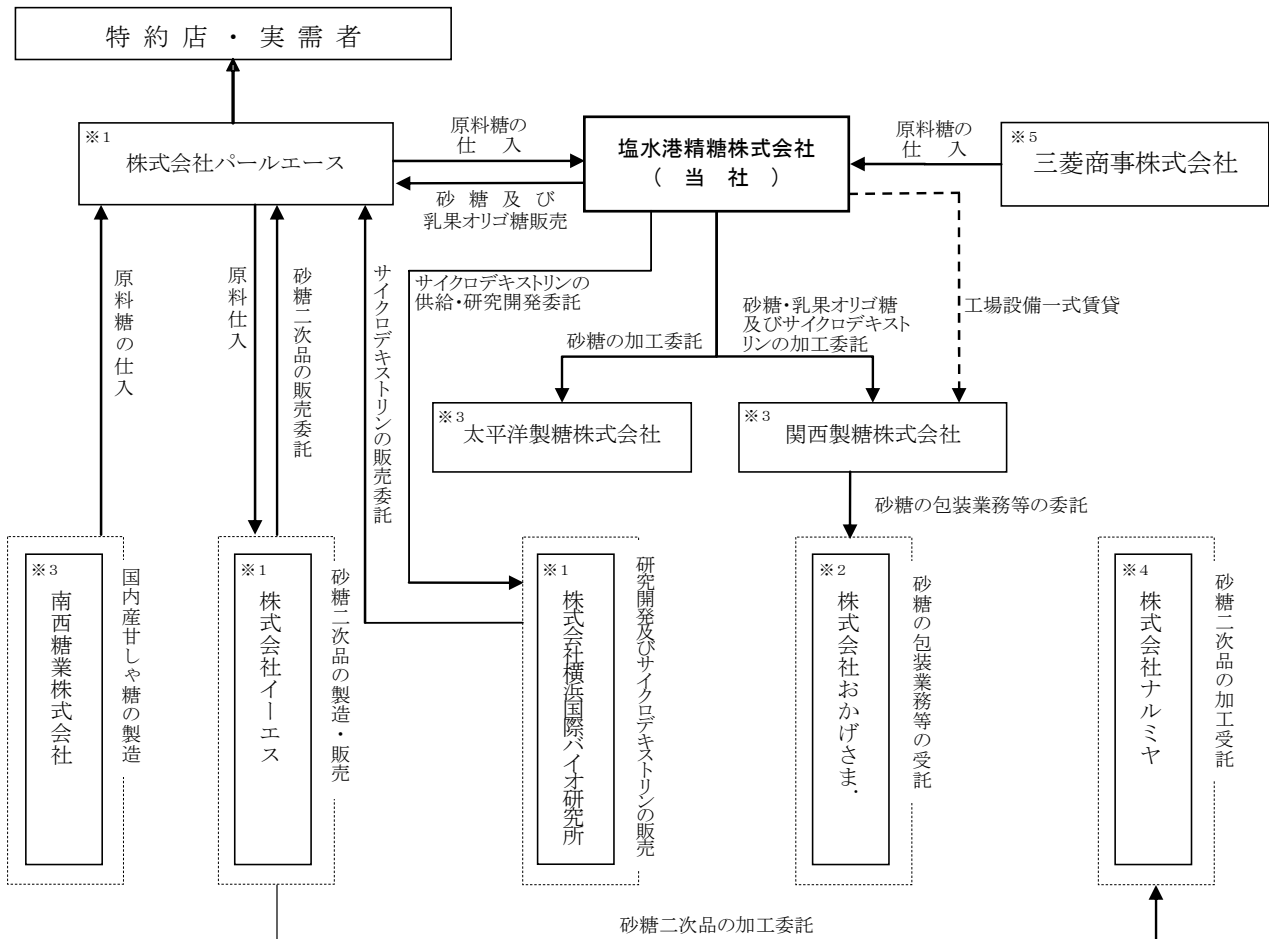 特約店・実需者
※1
株式会社パールエース
原料糖の
仕入
塩水港精糖株式会社
(当社)
原料糖の
仕入
※5
三菱商事株式会社
砂糖及び
乳果オリゴ糖販売
原料糖の仕入
原料仕入
砂糖二次品の販売委託
サイクロデキストリンの販売委託
サイクロデキストリンの
供給・研究開発委託
砂糖の加工委託
砂糖・乳果オリゴ糖
及びサイクロデキスト
リンの加工委託
工場設備一式賃貸
※3
太平洋製糖株式会社
※3
関西製糖株式会社
砂糖の包装業務等の委託
※3
南西糖業株式会社
国内産甘しゃ糖の製造
※1
株式会社イーエス
砂糖二次品の製造・販売
※1
株式会社横浜国際バイオ研究所
研究開発及びサイクロデキストリンの販売
※2
株式会社おかげさま.
砂糖の包装業務等の受託
※4
株式会社ナルミヤ
砂糖二次品の加工受託
砂糖二次品の加工委託